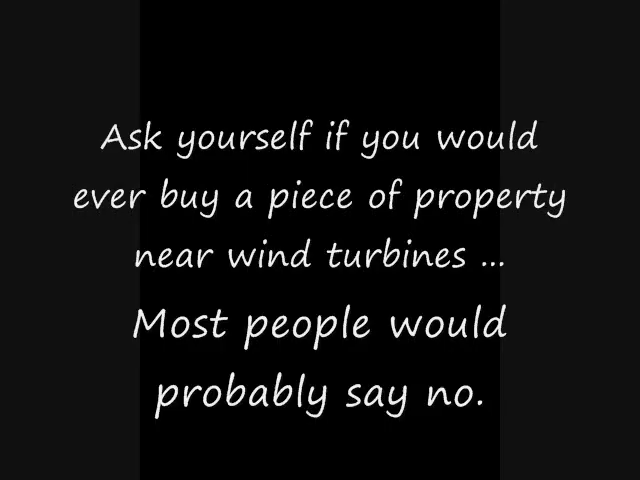 Ask yourself if you would
ever buy a piece of property
near wind turbines ...
Most people would
probably say no.